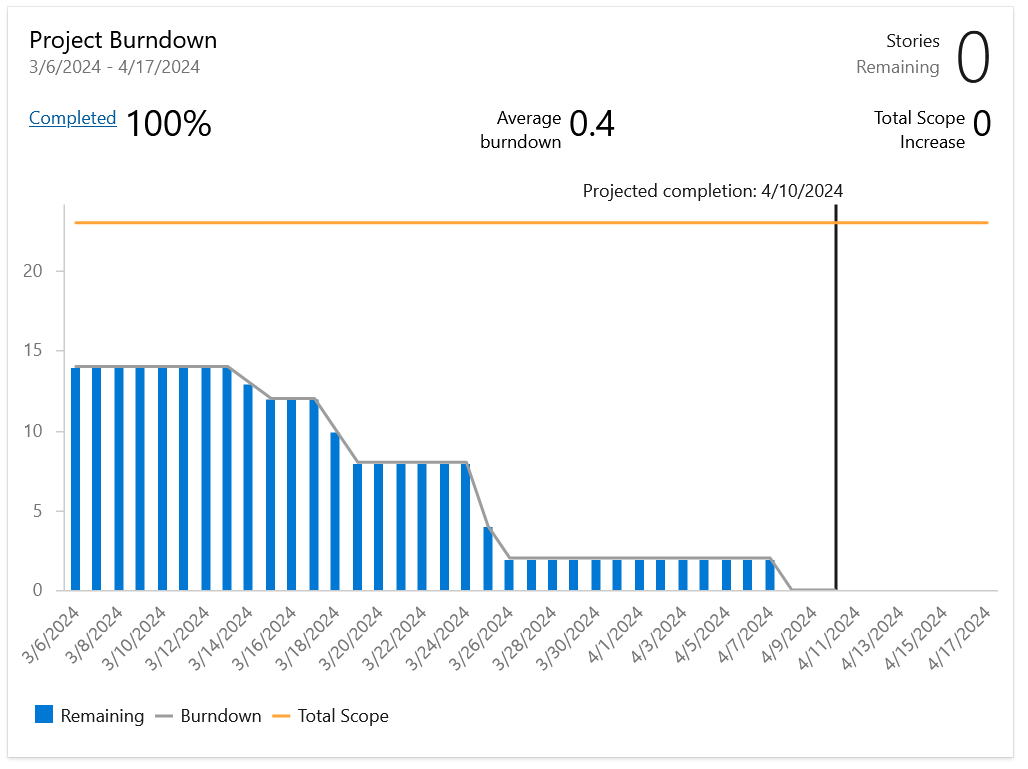 Project Burndown
3/6/2024 - 4/17/2024
Stories
Remaining
0
Completed 100%
Average
burndown
0.4
Total Scope
Increase
0
Projected completion: 4/10/2024
20
15
10
5
0
3/6/2024
3/8/2024
3/10/2024
3/12/2024
3/14/2024
3/16/2024
3/18/2024
3/20/2024
3/22/2024
3/24/2024
3/26/2024
3/28/2024
3/30/2024
4/1/2024
4/3/2024
4/5/2024
4/7/2024
4/9/2024
4/11/2024
4/13/2024
4/15/2024
4/17/2024
Remaining
Burndown
Total Scope